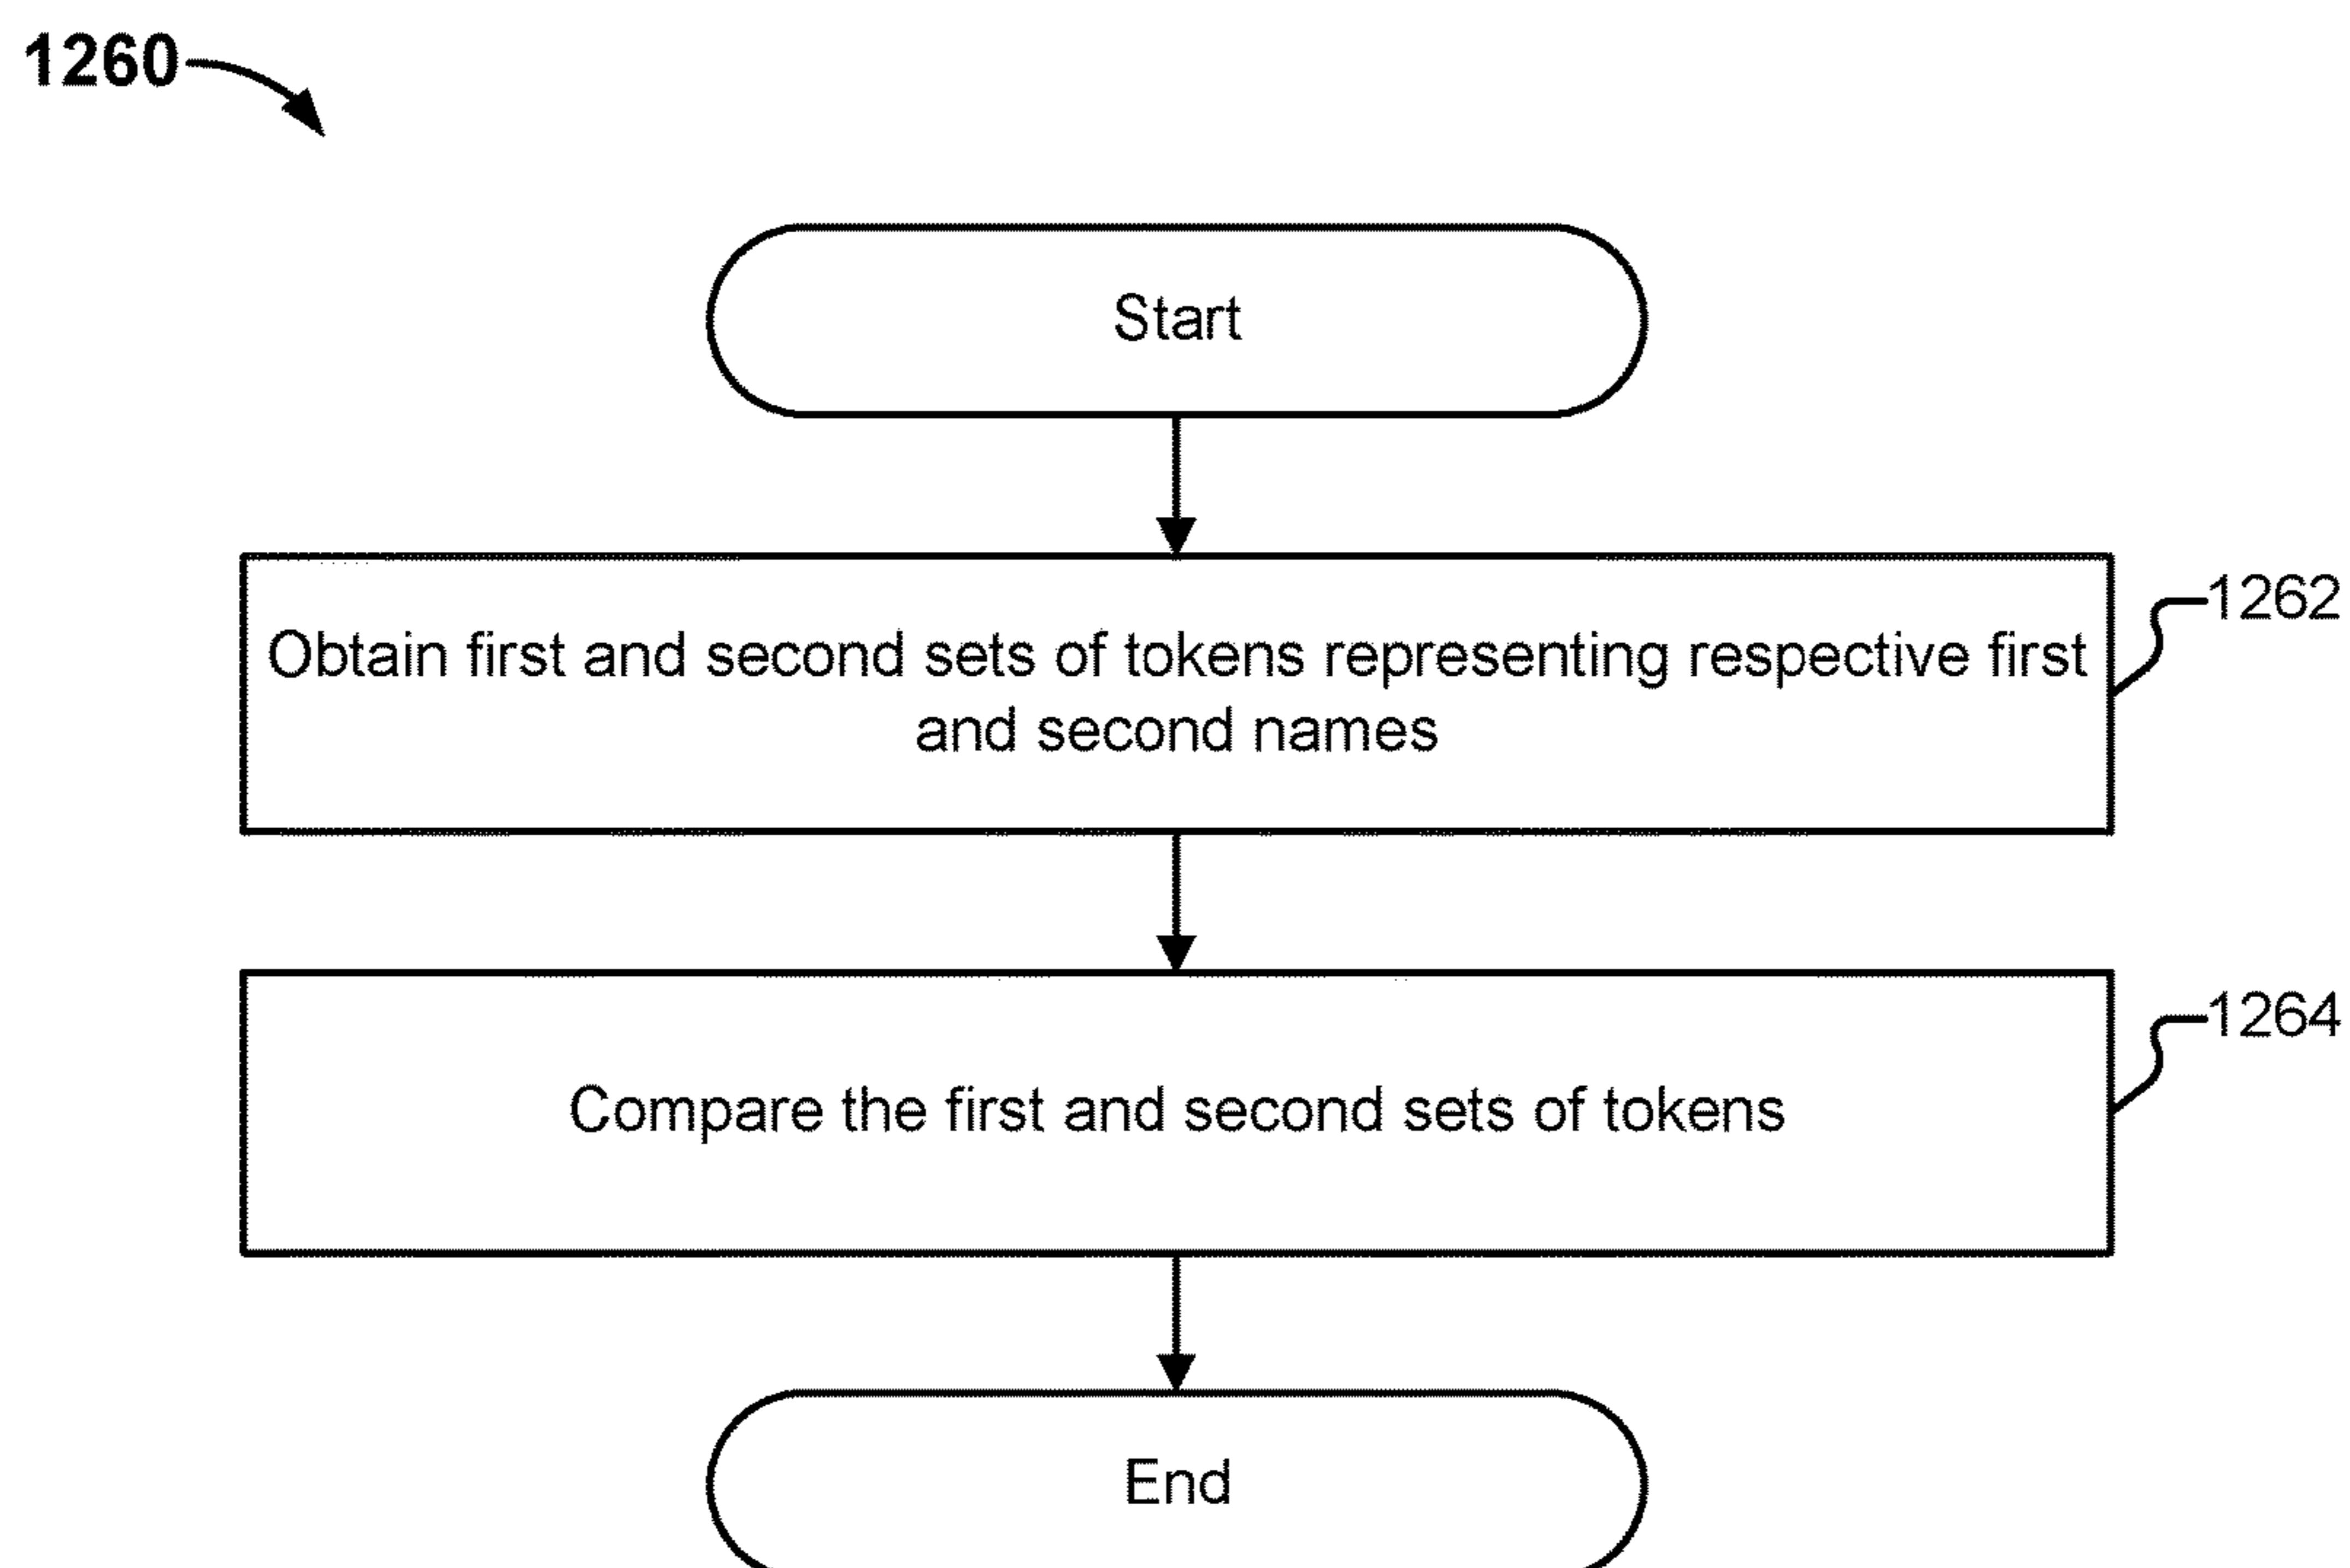 1260
Start
1262
Obtain first and second sets of tokens representing respective first
and second names
1264
Compare the first and second sets of tokens
End